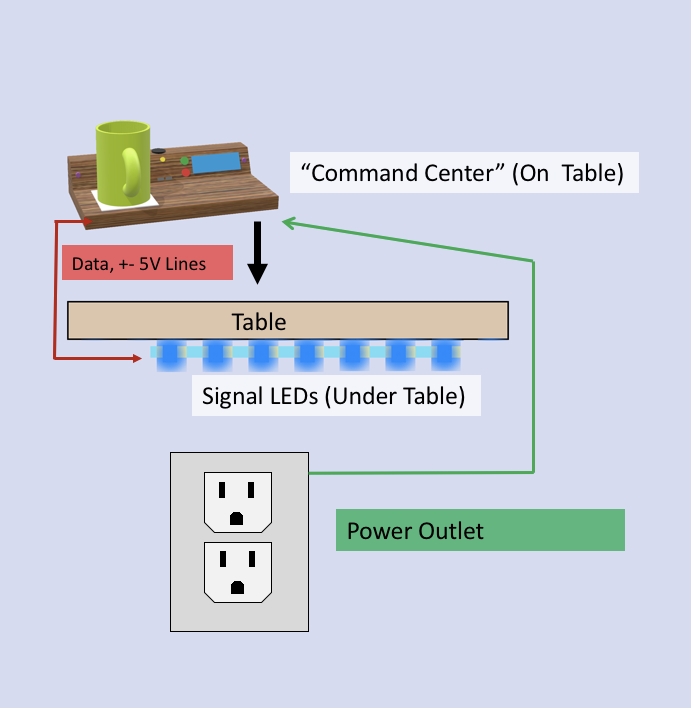 “Command Center” (On  Table)
Data, +- 5V Lines
Table
Signal LEDs (Under Table)
Power Outlet